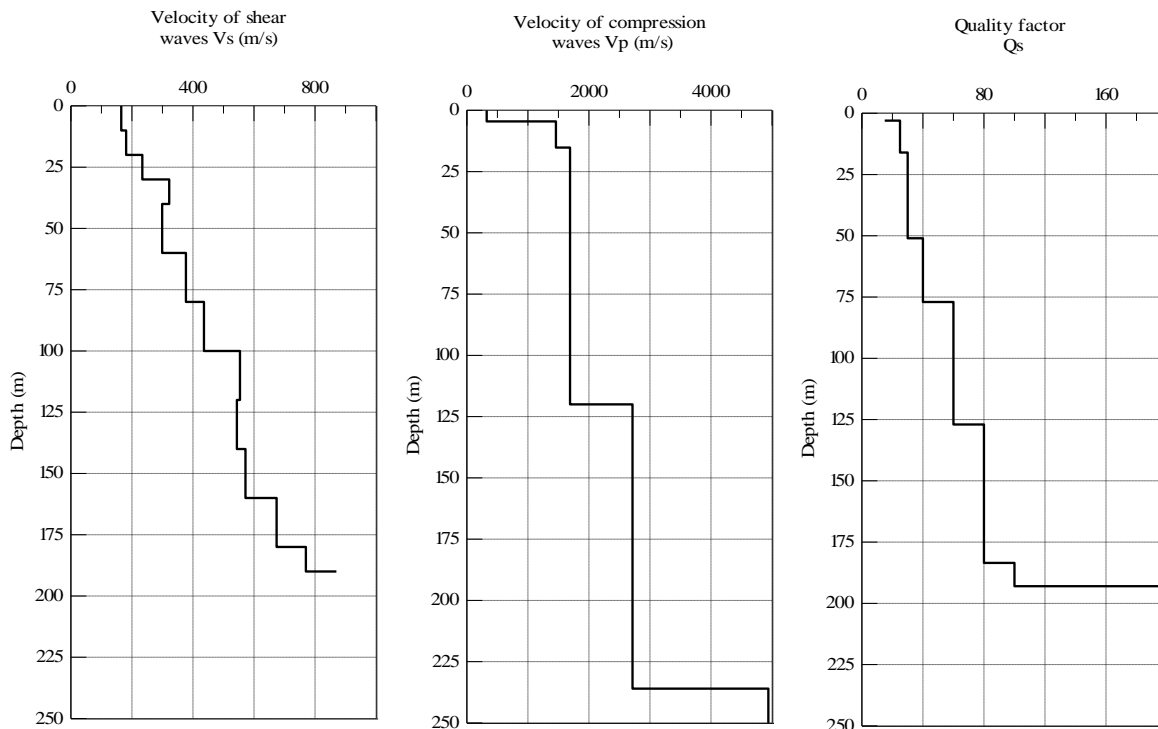 Velocity of shear
waves Vs (m/s)
0 400 800
0
25
50
75
100
125
150
175
200
225
250
Depth (m)
Velocity of compression
waves Vp (m/s)
0 2000 4000
0
25
50
75
100
125
150
175
200
225
250
Depth (m)
Quality factor
Qs
0 80 160
0
25
50
75
100
125
150
175
200
225
250
Depth (m)